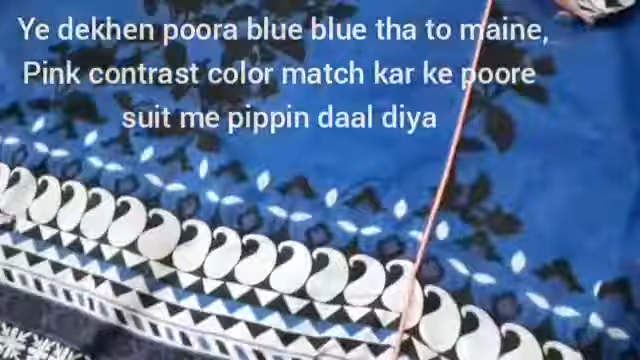 Ye dekhen poora blue blue tha to maine,
Pink contrast color match kar ke poore
suit me pippin daal diya